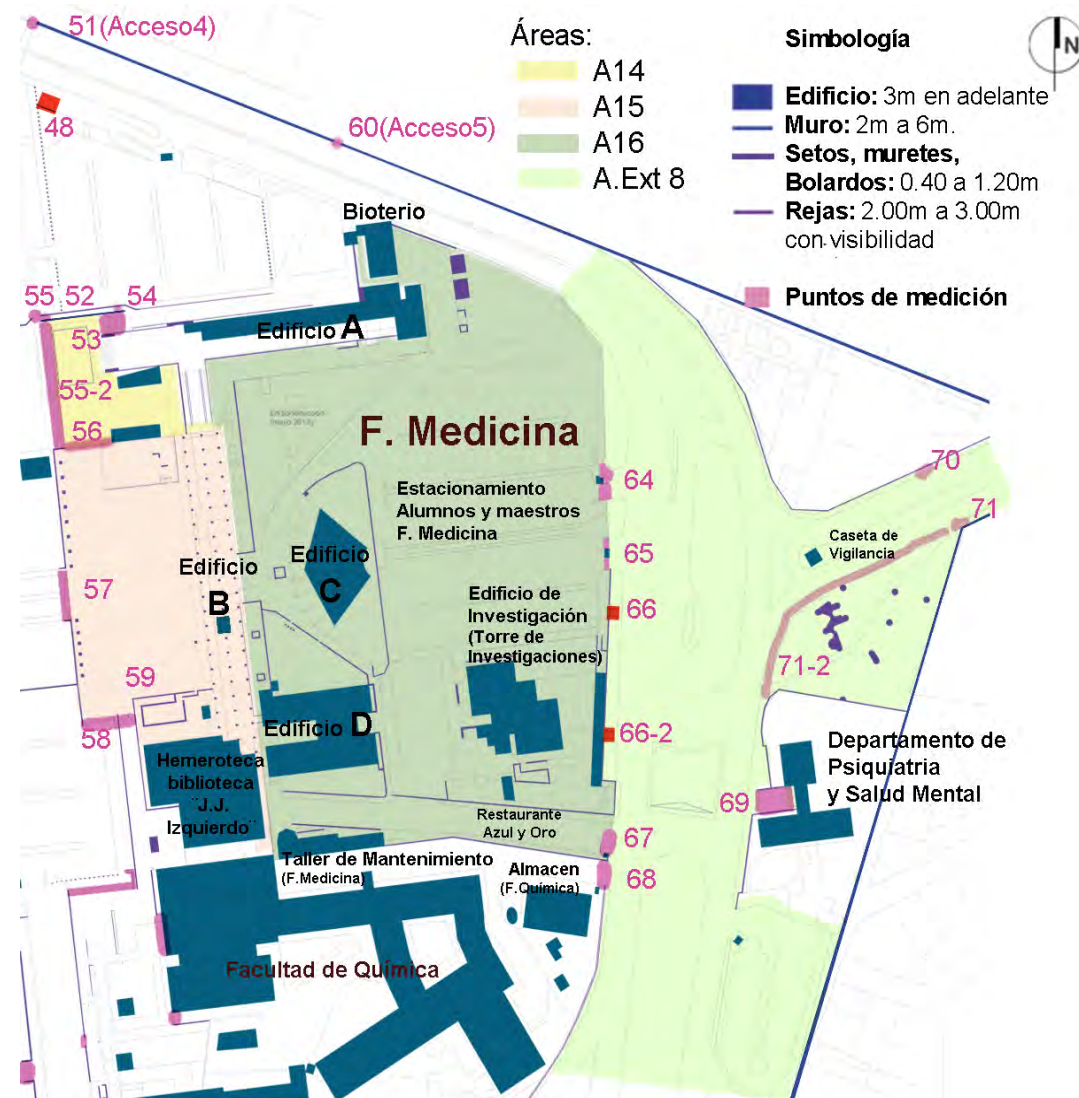 51(Acceso4)
48
60(Acceso5)
Áreas:
A14
A15
A16
A.Ext 8
Simbología
Edificio: 3m en adelante
Muro: 2m a 6m.
Setos, muretes,
Bolardos: 0.40 a 1.20m
Rejas: 2.00m a 3.00m
con visibilidad
Puntos de medición
N
Bioterio
55 52 54
53
Edificio A
55-2
56
F. Medicina
Estacionamiento
Alumnos y maestros
F. Medicina
64
70
71
65
Caseta de
Vigilancia
Edificio
C
Edificio
B
57
Edificio de
Investigación
(Torre de
Investigaciones)
66
71-2
59
58
Edificio D
66-2
Hemeroteca
biblioteca
¨J.J.
Izquierdo¨
Departamento de
Psiquiatria
y Salud Mental
69
Restaurante
Azul y Oro
67
Taller de Mantenimiento
(F.Medicina)
Almacen
(F.Química)
68
Facultad de Química